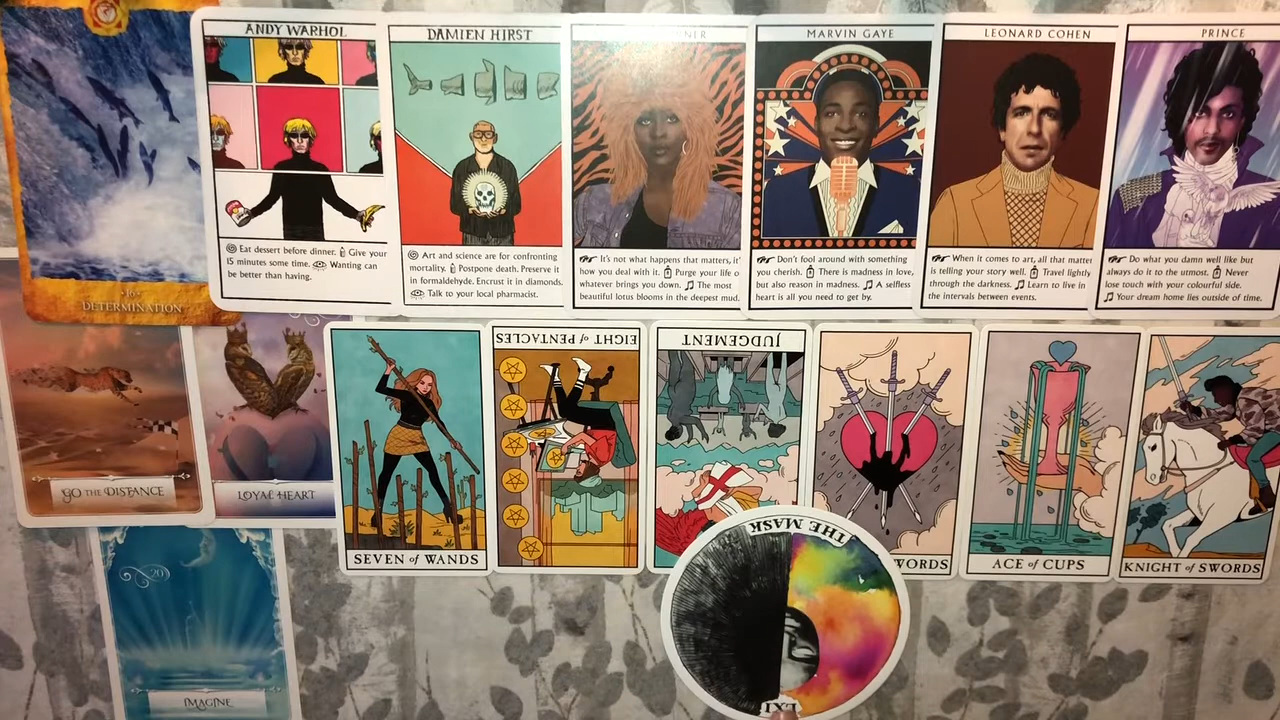 ANDY WARHOL
Eat dessert before dinner. Give your
15 minutes some time. Wanting can
be better than having.
DAMIEN HIRST
Art and science are for confronting
mortality. Postpone death. Preserve it
in formaldehyde. Encrust it in diamonds.
Talk to your local pharmacist.
It's not what happens that matters, it'
how you deal with it. Purge your life o
whatever brings you down. The most
beautiful lotus blooms in the deepest mud.
MARVIN GAYE
Don't fool around with something
you cherish. There is madness in love,
but also reason in madness. A selfless
heart is all you need to get by.
LEONARD COHEN
When it comes to art, all that matter
is telling your story well. Travel lightly
through the darkness. Learn to live in
the intervals between events.
PRINCE
Do what you damn well like but
always do it to the utmost. Never
lose touch with your colourful side.
Your dream home lies outside of time.
16
DETERMINATION
GO THE DISTANCE
LOYAL HEART
SEVEN of WANDS
EIGHT of PENTACLES
JUDGEMENT
WORDS
ACE of CUPS
KNIGHT of SWORDS
THE MASK
20
IMAGINE